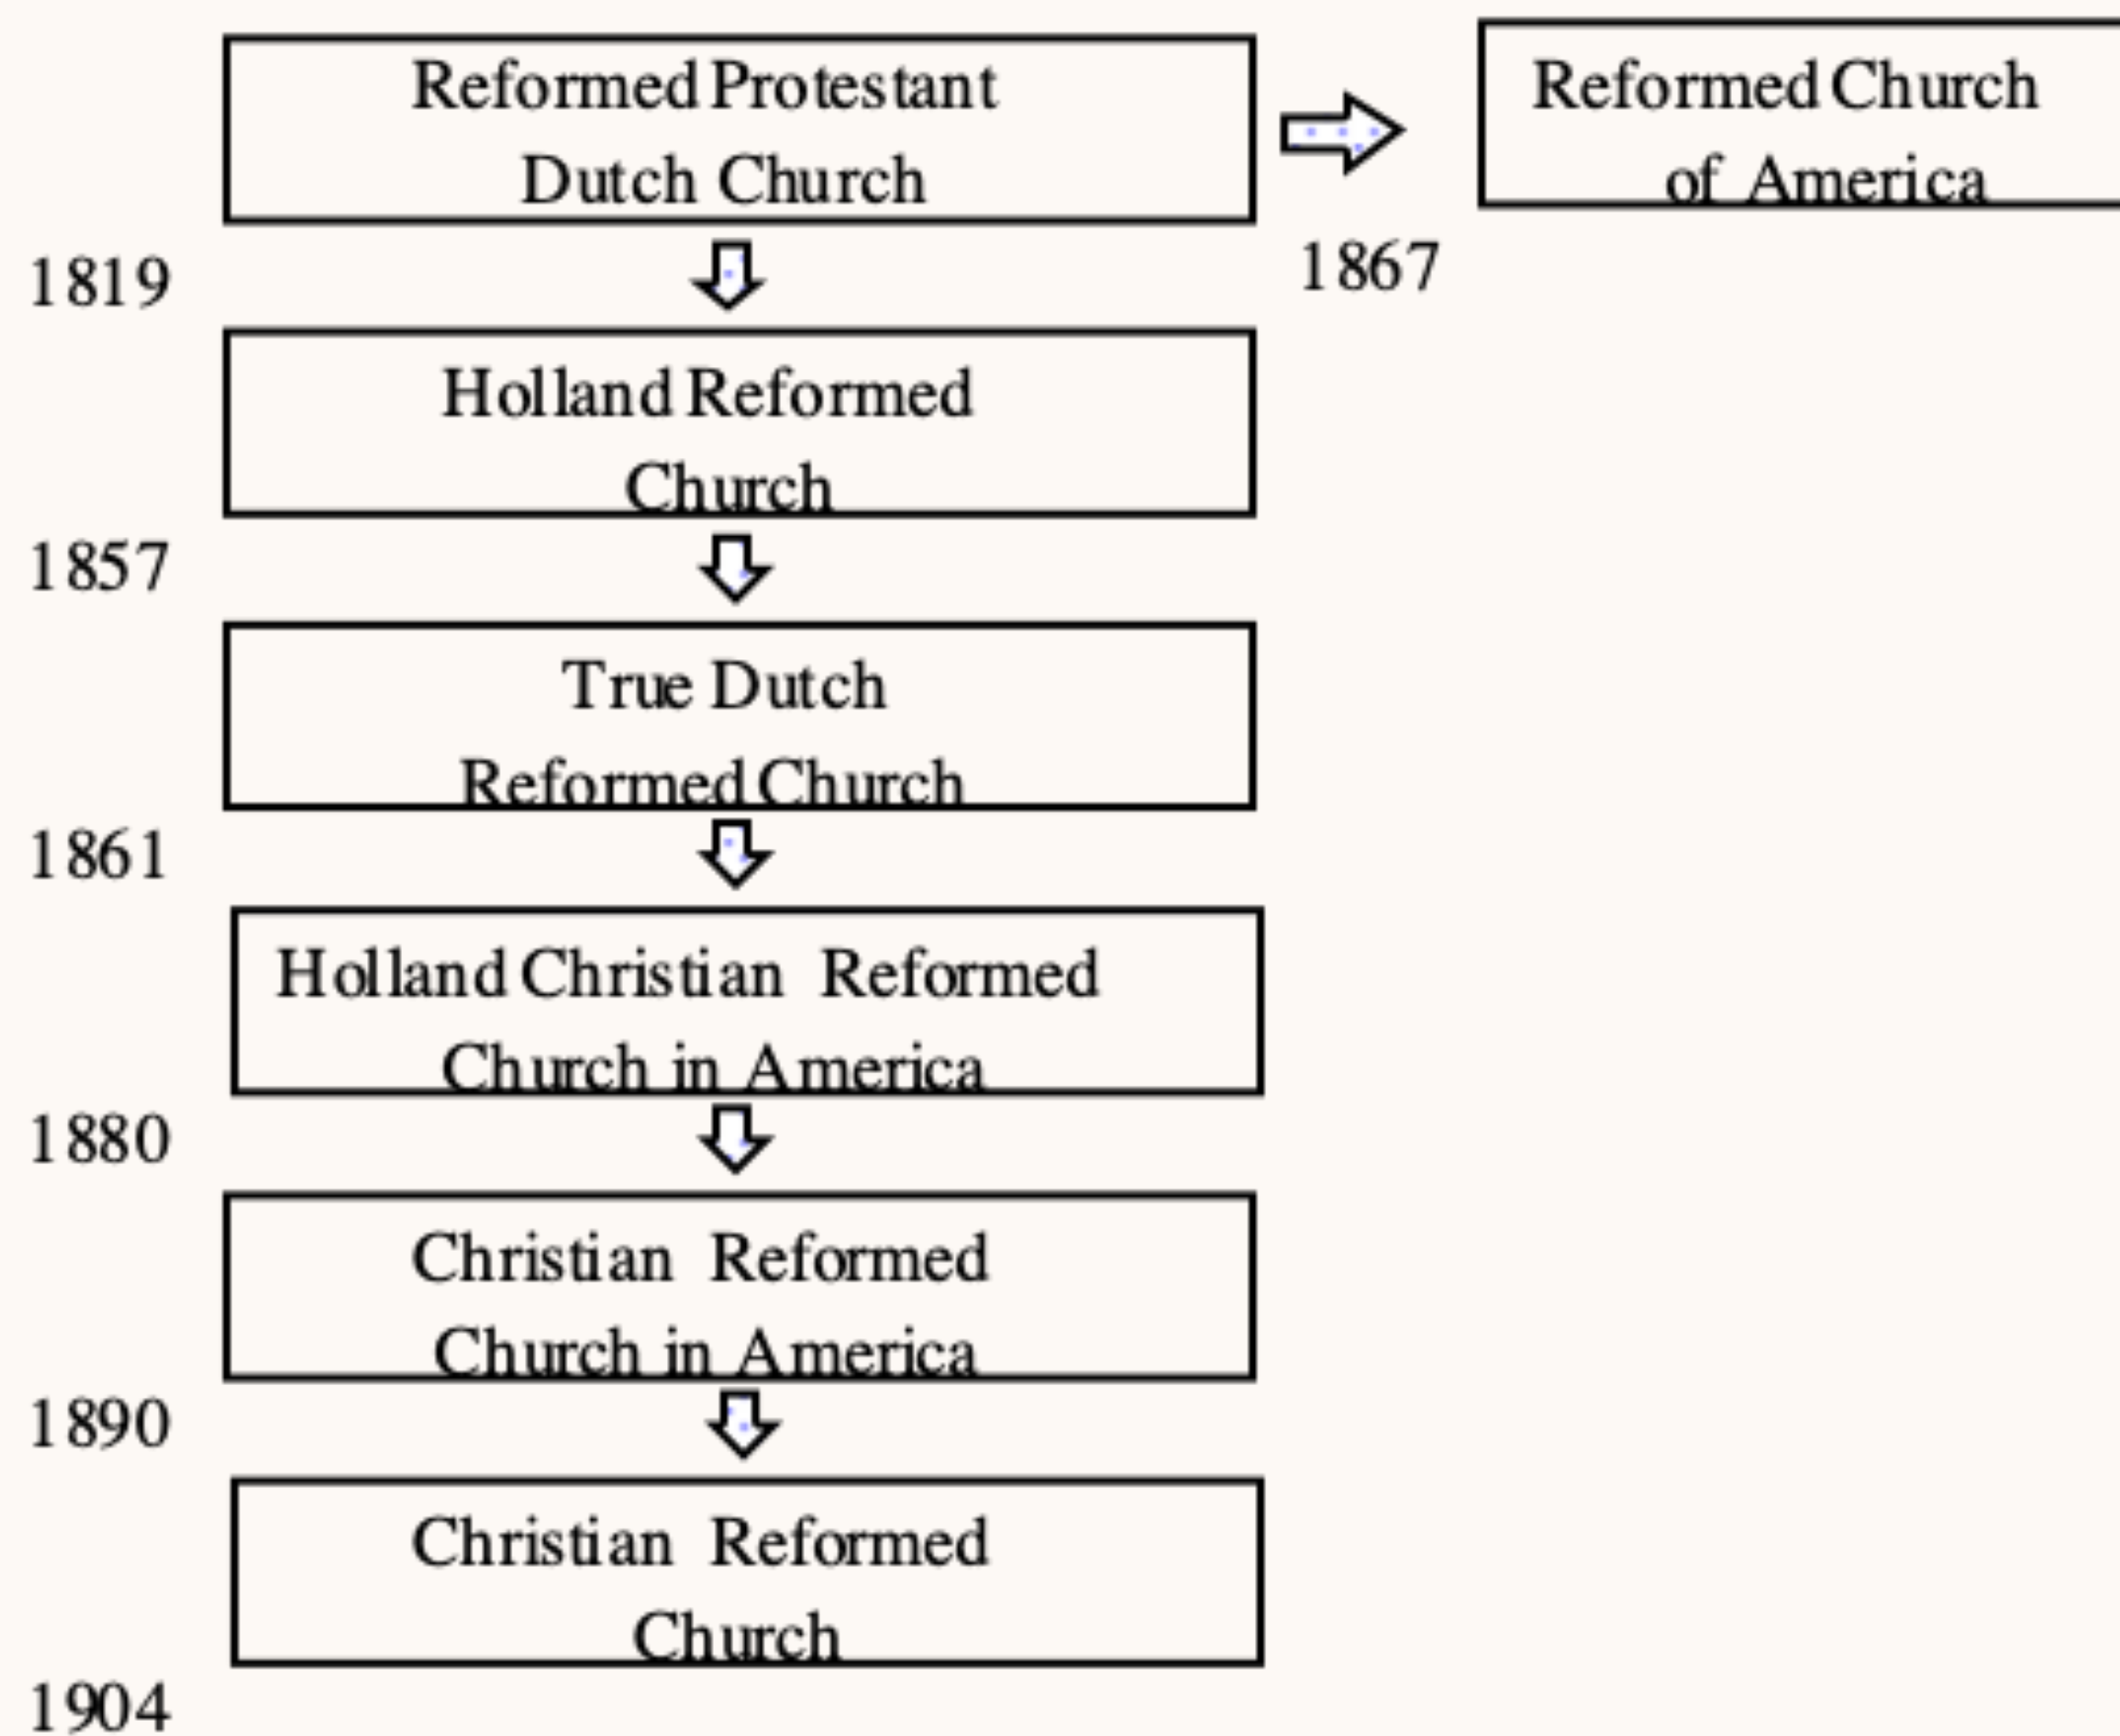 Reformed Protestant
Dutch Church
Reformed Church
of America
1819
1867
Holland Reformed
Church
1857
True Dutch
Reformed Church
1861
Holland Christian Reformed
Church in America
1880
Christian Reformed
Church in America
1890
Christian Reformed
Church
1904